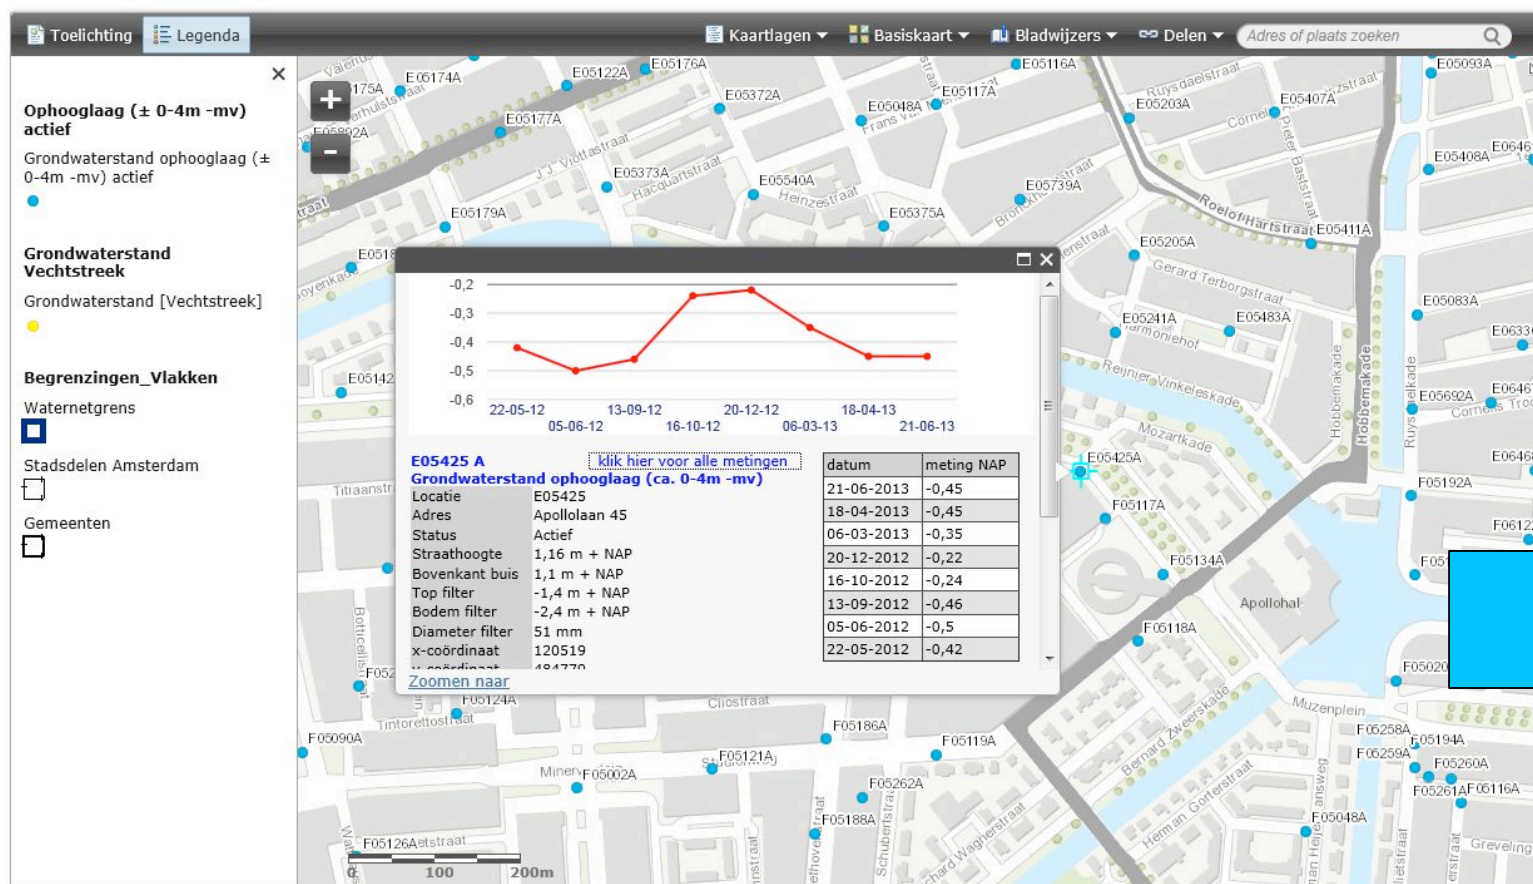 Toelichting Legenda Kaartlagen Basiskaart Bladwijzers Delen Adres of plaats zoeken
Ophooglaag (± 0-4m -mv)
actief
Grondwaterstand ophooglaag (±
0-4m -mv) actief
Grondwaterstand
Vechtstreek
Grondwaterstand [Vechtstreek]
Begrenzingen_Vlakken
Waternetgrens
Stadsdelen Amsterdam
Gemeenten
+
-
E05174A
E05122A
E05176A
E05116A
E05093A
E05372A
E05048A
E05117A
E05203A
E05407A
Ruysdaelstraat
E05177A
J.J. Viottastraat
Pieter Baststraat
E05408A
E05373A
Hacquartstraat
E05540A
Heinzestraat
E05739A
E05179A
E05375A
Roelof Hartstraat
E05411A
E05205A
Gerard Terborgstraat
E05083A
E05241A
E05483A
Harmoniehof
Reijnier Vinkeleskade
Hobbemakade
Hobbemakade
Ruysdaelkade
E05142
E05692A
Mozartkade
E05425A
E05192A
F05117A
F05134A
Apollohal
F05118A
F05020
Muzenplein
Bernard Zweerskade
-0,2
-0,3
-0,4
-0,5
-0,6
22-05-12 13-09-12 20-12-12 18-04-13
05-06-12 16-10-12 06-03-13 21-06-13
E05425 A klik hier voor alle metingen
Grondwaterstand ophooglaag (ca. 0-4m -mv)
Locatie E05425
Adres Apollolaan 45
Status Actief
Straathoogte 1,16 m + NAP
Bovenkant buis 1,1 m + NAP
Top filter -1,4 m + NAP
Bodem filter -2,4 m + NAP
Diameter filter 51 mm
x-coördinaat 120519
y-coördinaat 484779
Zoomen naar
datum meting NAP
21-06-2013 -0,45
18-04-2013 -0,45
06-03-2013 -0,35
20-12-2012 -0,22
16-10-2012 -0,24
13-09-2012 -0,46
05-06-2012 -0,5
22-05-2012 -0,42
F05124A
Tintorettostraat
Cliostraat
F05090A
F05186A
F05119A
F05121A
F05002A
F05262A
F05188A
F05126A
F05258A
F05194A
F05259A
F05260A
F05261A
F05116A
F05048A
Herman Gorterstraat
Greveling
0 100 200m